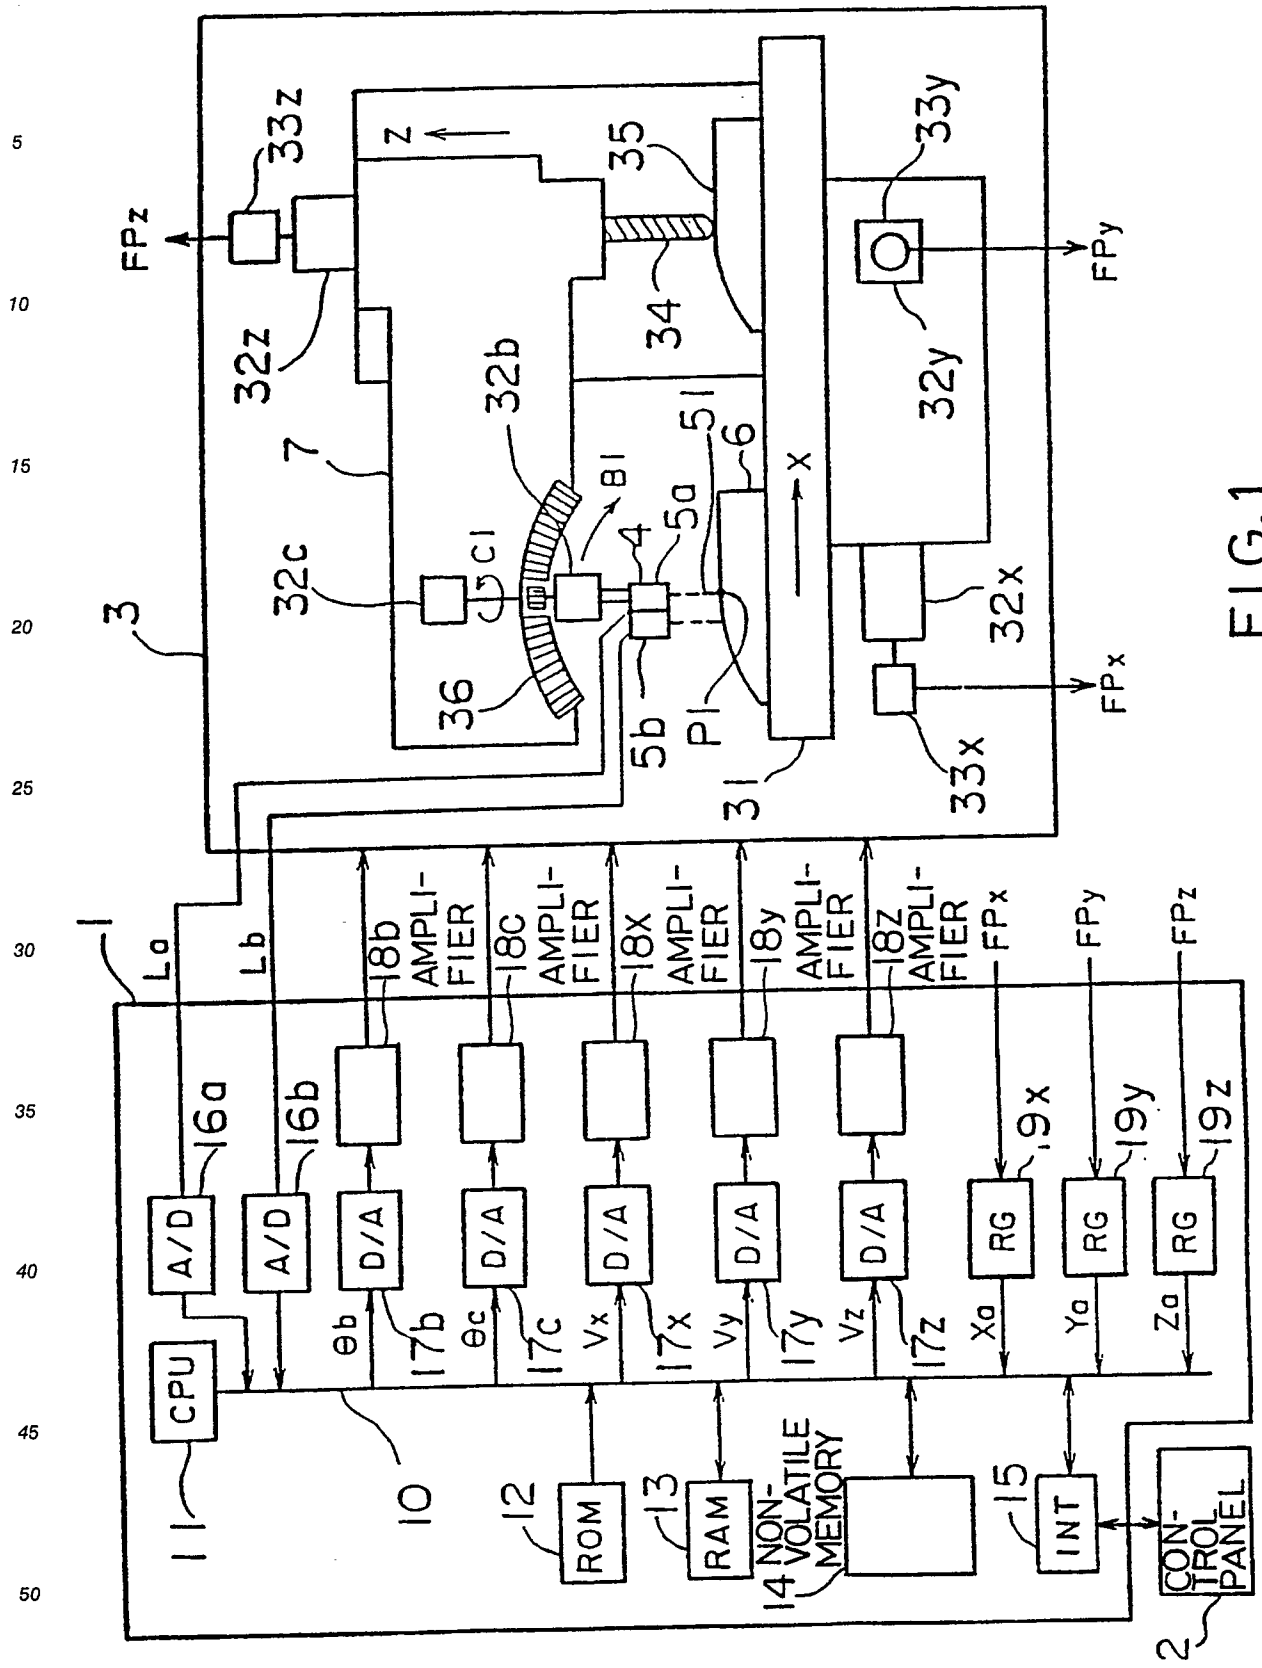 5
10
15
20
25
30
35
40
45
50
FIG.1
1
La
Lb
16a
A/D
16b
A/D
CPU
11
10
θb
D/A
17b
18b
AMPLI-
FIER
θc
D/A
17c
18c
AMPLI-
FIER
Vx
D/A
17x
18x
AMPLI-
FIER
Vy
D/A
17y
18y
AMPLI-
FIER
Vz
D/A
17z
18z
AMPLI-
FIER
Xa
RG
19x
FPx
Ya
RG
19y
FPy
Za
RG
19z
FPz
12
ROM
13
RAM
14 NON-
VOLATILE
MEMORY
15
INT
CON-
TROL
PANEL
2
3
32c
7
32z
33z
FPz
C1
36
32b
B1
Z
4
5a
5b
51
6
P1
34
35
X
31
32x
33x
FPx
32y
33y
FPy